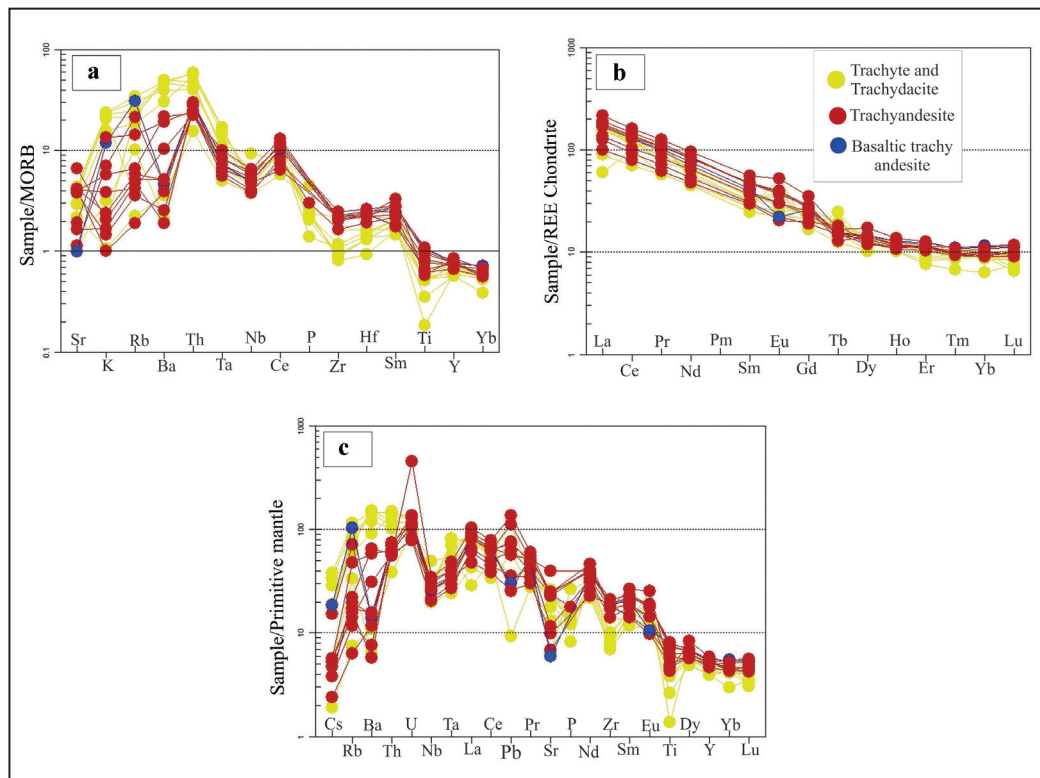 a
Sample/MORB
100
10
1
0.1
Sr
K
Rb
Ba
Th
Ta
Nb
Ce
P
Zr
Hf
Sm
Ti
Y
Yb
b
Sample/REE Chondrite
1000
100
10
1
Trachyte and
Trachydacite
Trachyandesite
Basaltic trachy
andesite
La
Ce
Pr
Nd
Pm
Sm
Eu
Gd
Tb
Dy
Ho
Er
Tm
Yb
Lu
c
Sample/Primitive mantle
1000
100
10
1
Cs
Rb
Ba
Th
U
Nb
Ta
La
Ce
Pb
Pr
Sr
P
Nd
Zr
Sm
Eu
Ti
Dy
Y
Yb
Lu